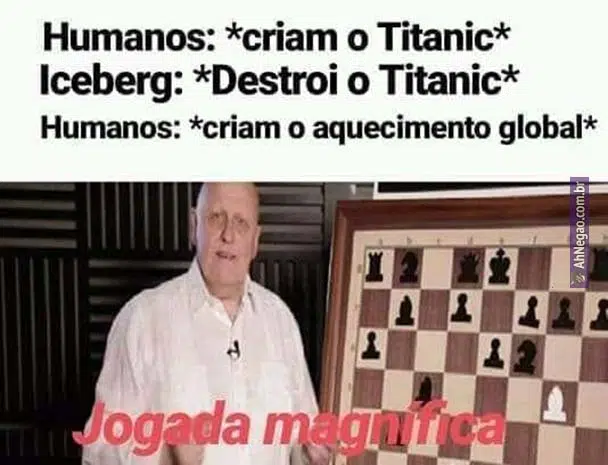 Humanos: *criam o Titanic*
Iceberg: *Destroi o Titanic*
Humanos: *criam o aquecimento global*
AhNegao.com.br
Jogada magnífica